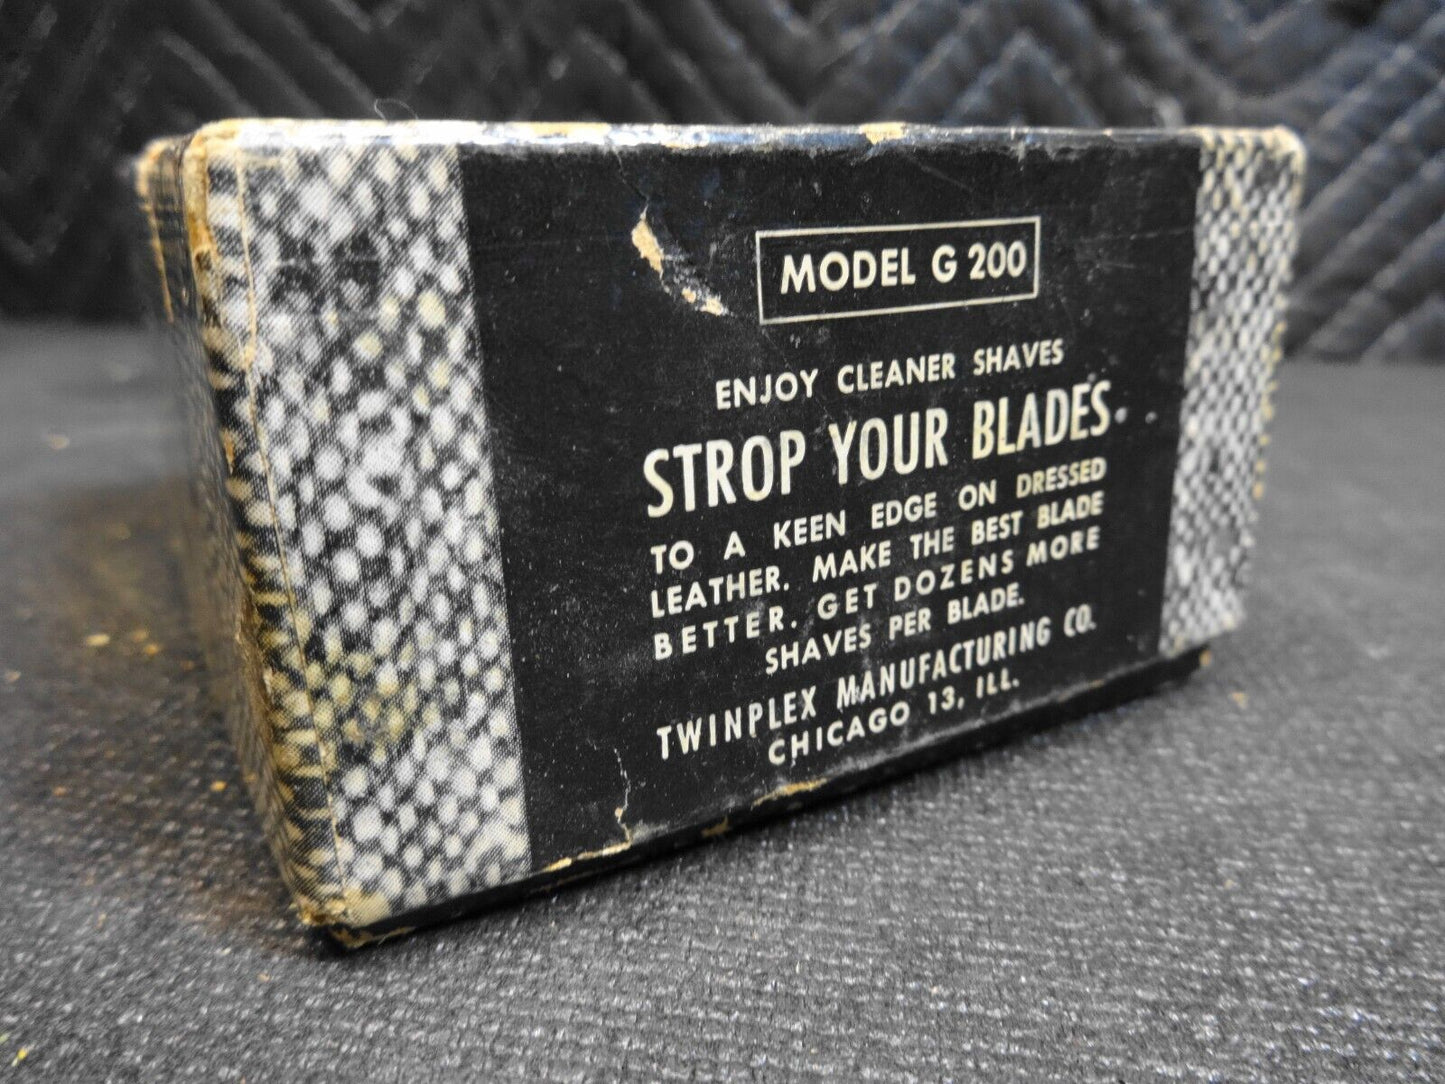 MODEL G 200
ENJOY CLEANER SHAVES
STROP YOUR BLADES
TO A KEEN EDGE ON DRESSED
LEATHER. MAKE THE BEST BLADE
BETTER. GET DOZENS MORE
SHAVES PER BLADE.
TWINPLEX MANUFACTURING CO.
CHICAGO 13, ILL.